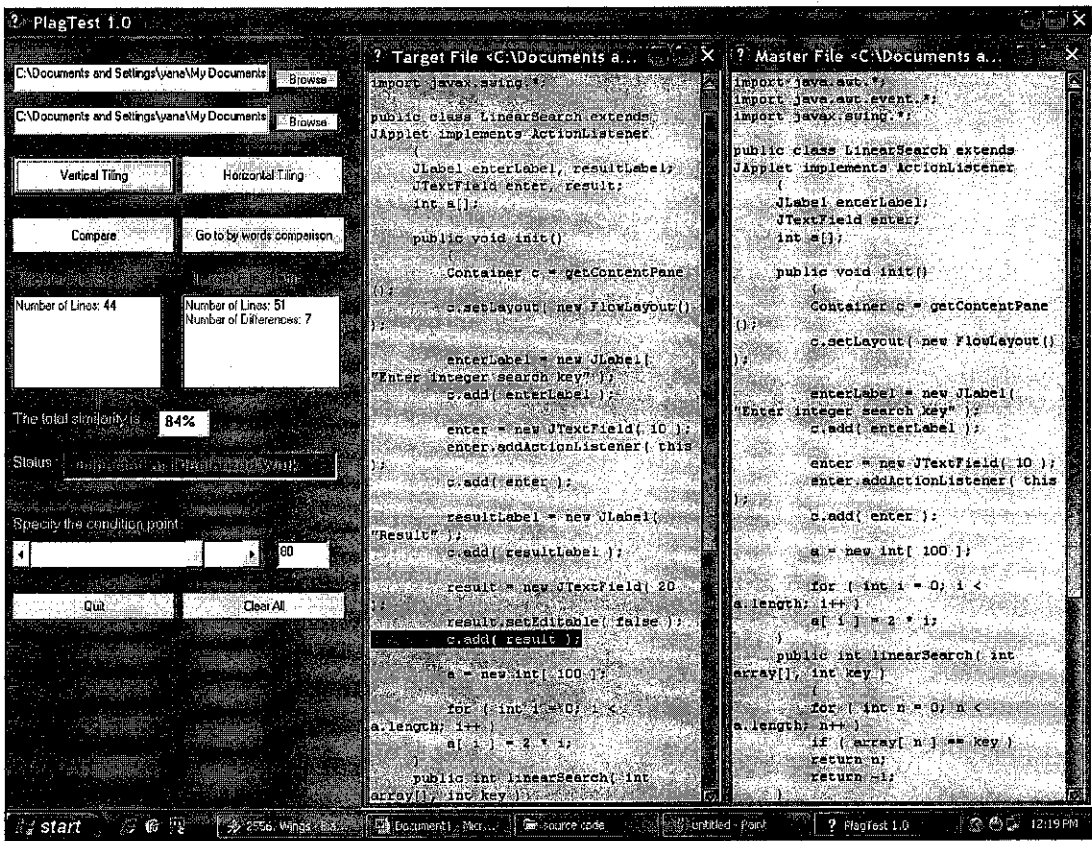 ? PlagTest 1.0
C:\Documents and Settings\yana\My Documents
Browse
C:\Documents and Settings\yana\My Documents
Browse
Vertical Tiling
Horizontal Tiling
Compare
Go to by words comparison
Number of Lines: 44
Number of Lines: 51
Number of Differences: 7
The total similarity is
84%
Status
Specify the condition point
80
Quit
Clear All
? Target File <C:\Documents a...
import javax.swing.*;
public class LinearSearch extends
JApplet implements ActionListener
{
JLabel enterLabel, resultLabel;
JTextField enter, result;
int a[];
public void init()
{
Container c = getContentPane
();
c.setLayout( new FlowLayout()
);
enterLabel = new JLabel(
"Enter integer search key" );
c.add( enterLabel );
enter = new JTextField( 10 );
enter.addActionListener( this
);
c.add( enter );
resultLabel = new JLabel(
"Result" );
c.add( resultLabel );
result = new JTextField( 20
);
result.setEditable( false );
c.add( result );
a = new int[ 100 ];
for ( int i = 0; i <
a.length; i++ )
a[ i ] = 2 * i;
}
public int linearSearch( int
array[], int key )
? Master File <C:\Documents a...
import java.awt.*;
import java.awt.event.*;
import javax.swing.*;
public class LinearSearch extends
JApplet implements ActionListener
{
JLabel enterLabel;
JTextField enter;
int a[];
public void init()
{
Container c = getContentPane
();
c.setLayout( new FlowLayout()
);
enterLabel = new JLabel(
"Enter integer search key" );
c.add( enterLabel );
enter = new JTextField( 10 );
enter.addActionListener( this
);
c.add( enter );
a = new int[ 100 ];
for ( int i = 0; i <
a.length; i++ )
a[ i ] = 2 * i;
}
public int linearSearch( int
array[], int key )
{
for ( int n = 0; n <
a.length; n++ )
if ( array[ n ] == key )
return n;
return -1;
}
start
2556. Wings -
Document1 - Micr...
source code
untitled - Paint
? PlagTest 1.0
12:19 PM